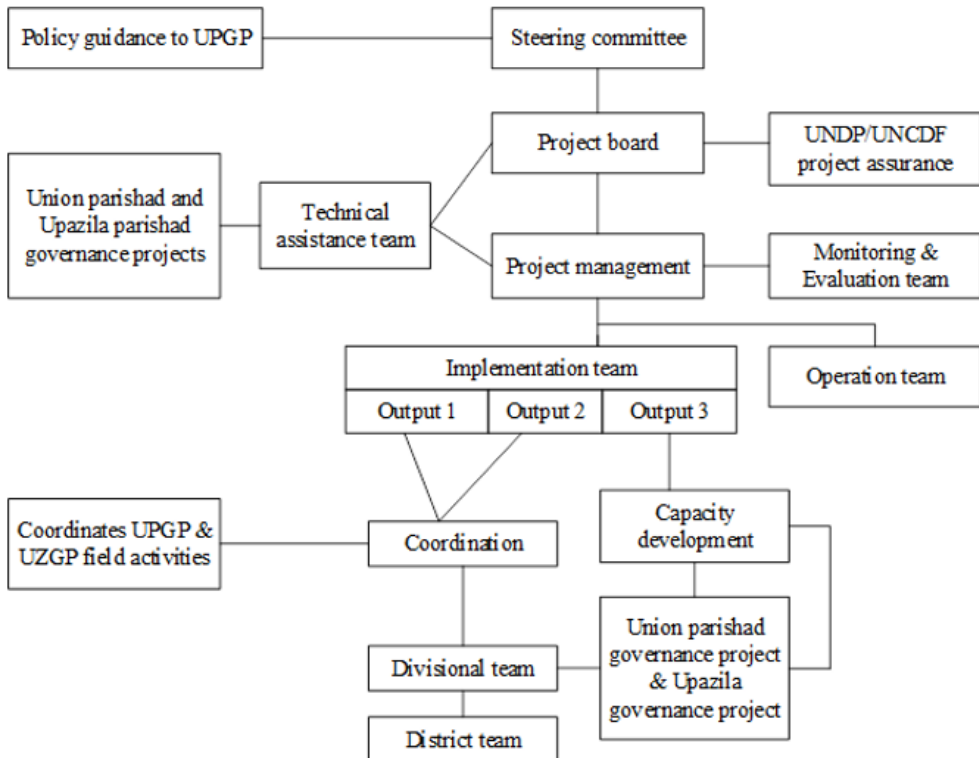 Policy guidance to UPGP
Steering committee
Project board
UNDP/UNCDF
project assurance
Union parishad and
Upazila parishad
governance projects
Technical
assistance team
Project management
Monitoring &
Evaluation team
Implementation team
Operation team
Output 1
Output 2
Output 3
Coordinates UPGP &
UZGP field activities
Coordination
Capacity
development
Divisional team
Union parishad
governance project
& Upazila
governance project
District team